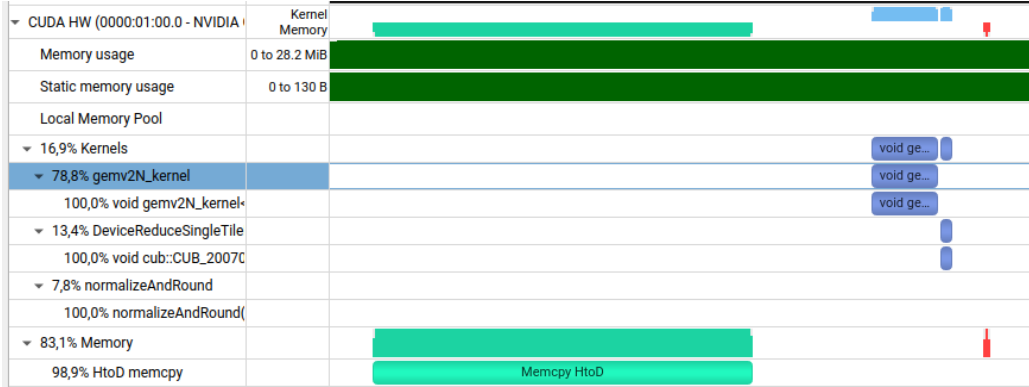 CUDA HW (0000:01:00.0 - NVIDIA
Kernel
Memory
Memory usage 0 to 28.2 MiB
Static memory usage 0 to 130 B
Local Memory Pool
16,9% Kernels void ge...
78,8% gemv2N_kernel void ge...
100,0% void gemv2N_kernel< void ge...
13,4% DeviceReduceSingleTile
100,0% void cub::CUB_20070
7,8% normalizeAndRound
100,0% normalizeAndRound(
83,1% Memory
98,9% HtoD memcpy Memcpy HtoD